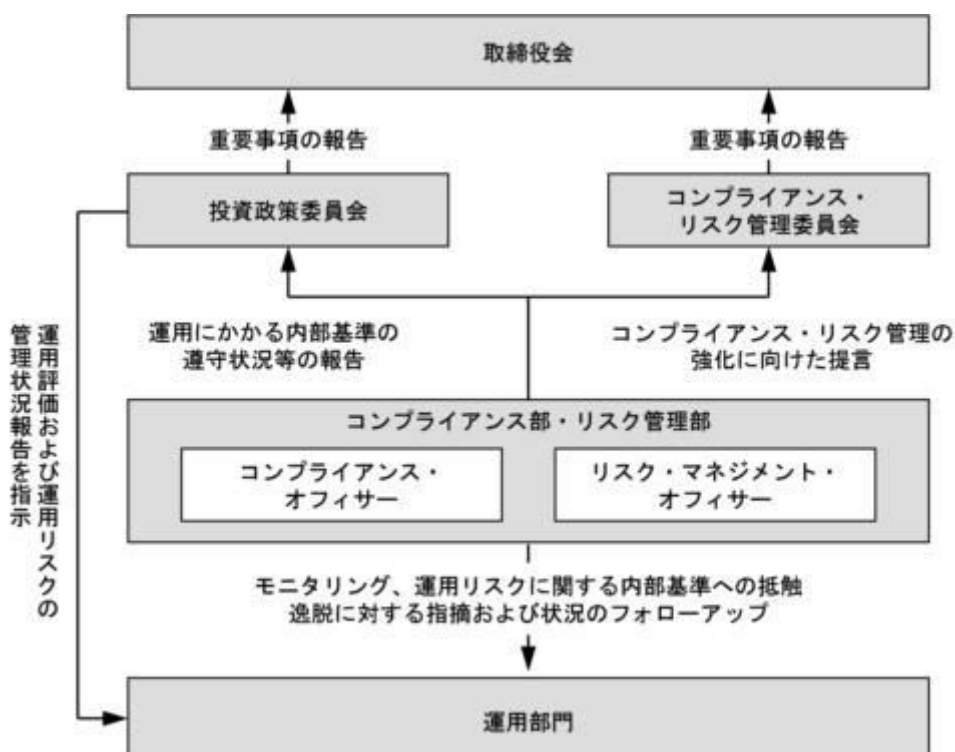 取締役会
重要事項の報告
重要事項の報告
投資政策委員会
コンプライアンス・
リスク管理委員会
運用にかかる内部基準の
遵守状況等の報告
コンプライアンス・リスク管理の
強化に向けた提言
運用評価および運用リスクの
管理状況報告を指示
コンプライアンス部・リスク管理部
コンプライアンス・
オフィサー
リスク・マネジメント・
オフィサー
モニタリング、運用リスクに関する内部基準への抵触
逸脱に対する指摘および状況のフォローアップ
運用部門